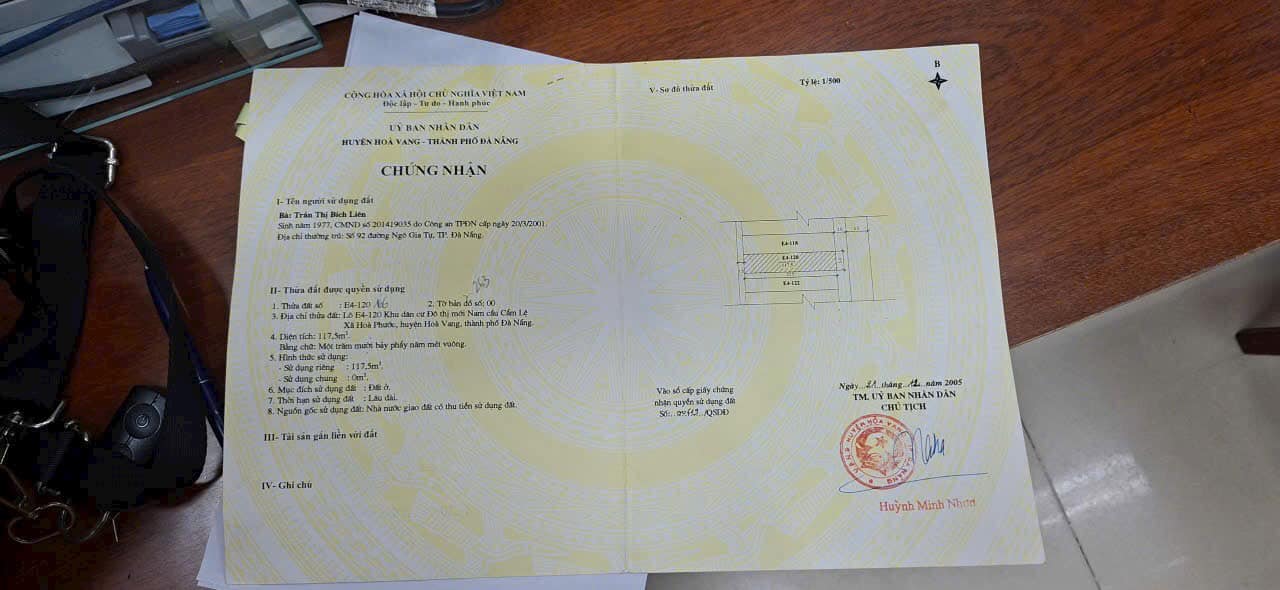 CỘNG HÒA XÃ HỘI CHỦ NGHĨA VIỆT NAM
Độc lập - Tự do - Hạnh phúc
UỶ BAN NHÂN DÂN
HUYỆN HOÀ VANG - THÀNH PHỐ ĐÀ NẴNG
CHỨNG NHẬN
I- Tên người sử dụng đất
Bà: Trần Thị Bích Liên
Sinh năm 1977, CMND số 201419035 do Công an TPĐN cấp ngày 20/3/2001.
Địa chỉ thường trú: Số 92 đường Ngô Gia Tự, TP. Đà Nẵng.
II- Thửa đất được quyền sử dụng
1. Thửa đất số : E4-120 2. Tờ bản đồ số: 00
3. Địa chỉ thửa đất: Lô E4-120 Khu dân cư Đô thị mới Nam cầu Cẩm Lệ
Xã Hoà Phước, huyện Hoà Vang, thành phố Đà Nẵng.
4. Diện tích: 117,5m².
Bằng chữ: Một trăm mười bảy phẩy năm mét vuông.
5. Hình thức sử dụng:
- Sử dụng riêng : 117,5m².
- Sử dụng chung : 0m².
6. Mục đích sử dụng đất : Đất ở.
7. Thời hạn sử dụng đất : Lâu dài.
8. Nguồn gốc sử dụng đất: Nhà nước giao đất có thu tiền sử dụng đất.
III- Tài sản gắn liền với đất
IV- Ghi chú
V- Sơ đồ thửa đất
Tỷ lệ: 1/500
B
E4-118
E4-120
E4-122
Vào sổ cấp giấy chứng
nhận quyền sử dụng đất
Số: /QSDĐ
Ngày 21 tháng 12 năm 2005
TM. UỶ BAN NHÂN DÂN
CHỦ TỊCH
Huỳnh Minh Nhơn